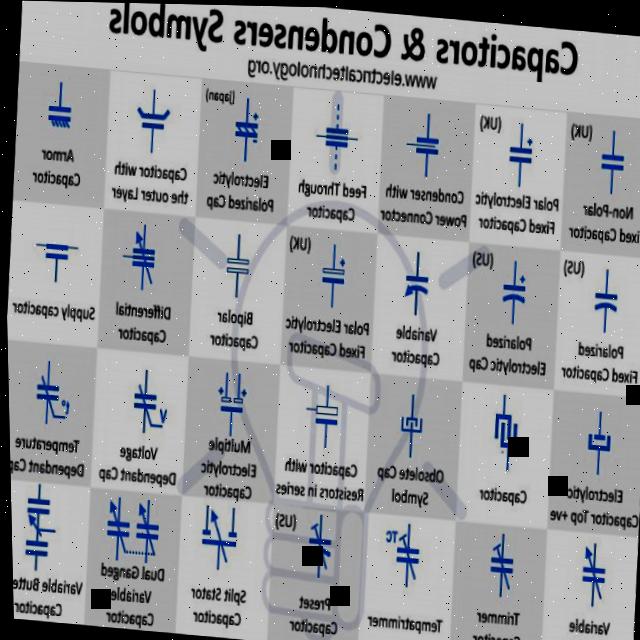 Capacitors & Condensers Symbols
www.electricaltechnology.org
(UK)
Non-Polar
Fixed Capacitor
(UK)
Polar Electrolytic
Fixed Capacitor
Condenser with
Power Connector
Feed Through
Capacitor
(Japan)
Electrolytic
Polarized Cap
Capacitor with
the outer Layer
Armor
Capacitor
(US)
Polarized
Fixed Capacitor
(US)
Polarized
Electrolytic Cap
Variable
Capacitor
(UK)
Polar Electrolytic
Fixed Capacitor
Bipolar
Capacitor
Differential
Capacitor
Supply capacitor
Electrolytic
Capacitor Top +ve
Capacitor
Obsolete Cap
Symbol
Capacitor with
Resistors in series
Multiple
Electrolytic
Capacitor
V
Voltage
Dependant Cap
t°
Temperature
Dependant Cap
Variable
Trimmer
TC
Tempatrimmer
(US)
Preset
Capacitor
Split Stator
Capacitor
Dual Ganged
Variable
Capacitor
Variable
Capacitor